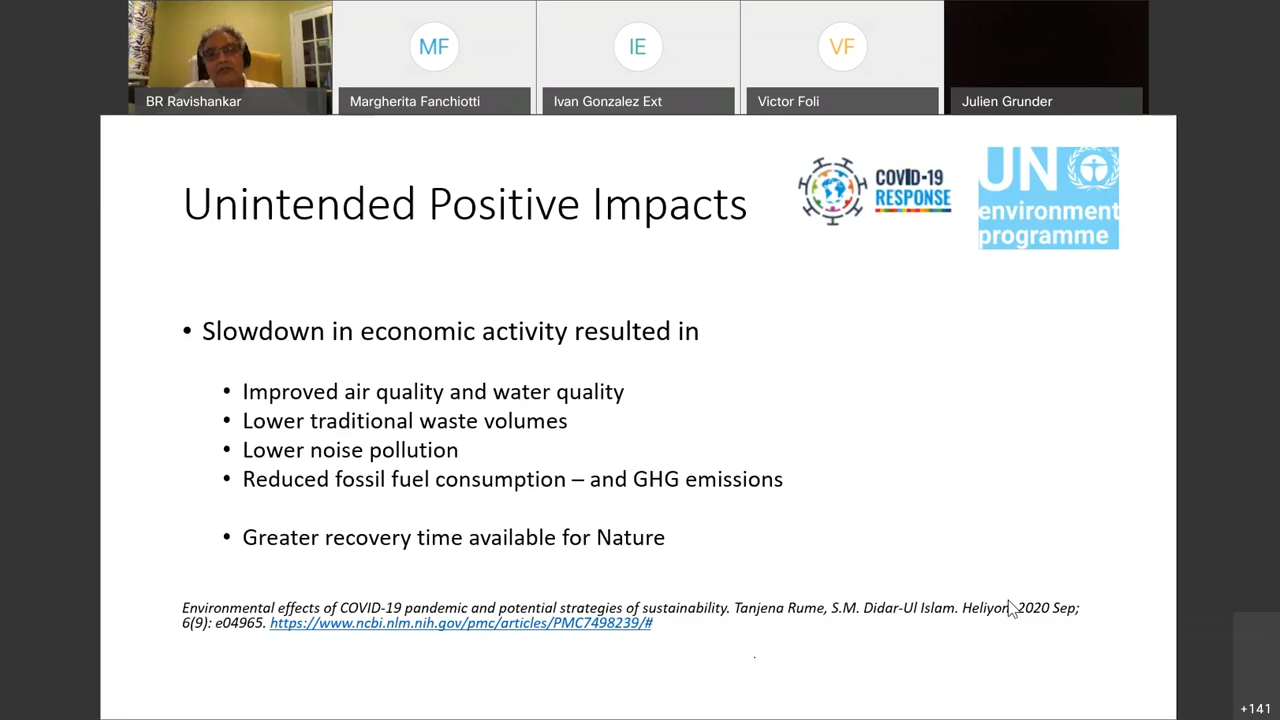 MF
IE
VF
BR Ravishankar
Margherita Fanchiotti
Ivan Gonzalez Ext
Victor Foli
Julien Grunder
Unintended Positive Impacts
COVID-19
RESPONSE
UN
environment
programme
• Slowdown in economic activity resulted in
• Improved air quality and water quality
• Lower traditional waste volumes
• Lower noise pollution
• Reduced fossil fuel consumption – and GHG emissions
• Greater recovery time available for Nature
Environmental effects of COVID-19 pandemic and potential strategies of sustainability. Tanjena Rume, S.M. Didar-Ul Islam. Heliyon. 2020 Sep;
6(9): e04965. https://www.ncbi.nlm.nih.gov/pmc/articles/PMC7498239/#
+141